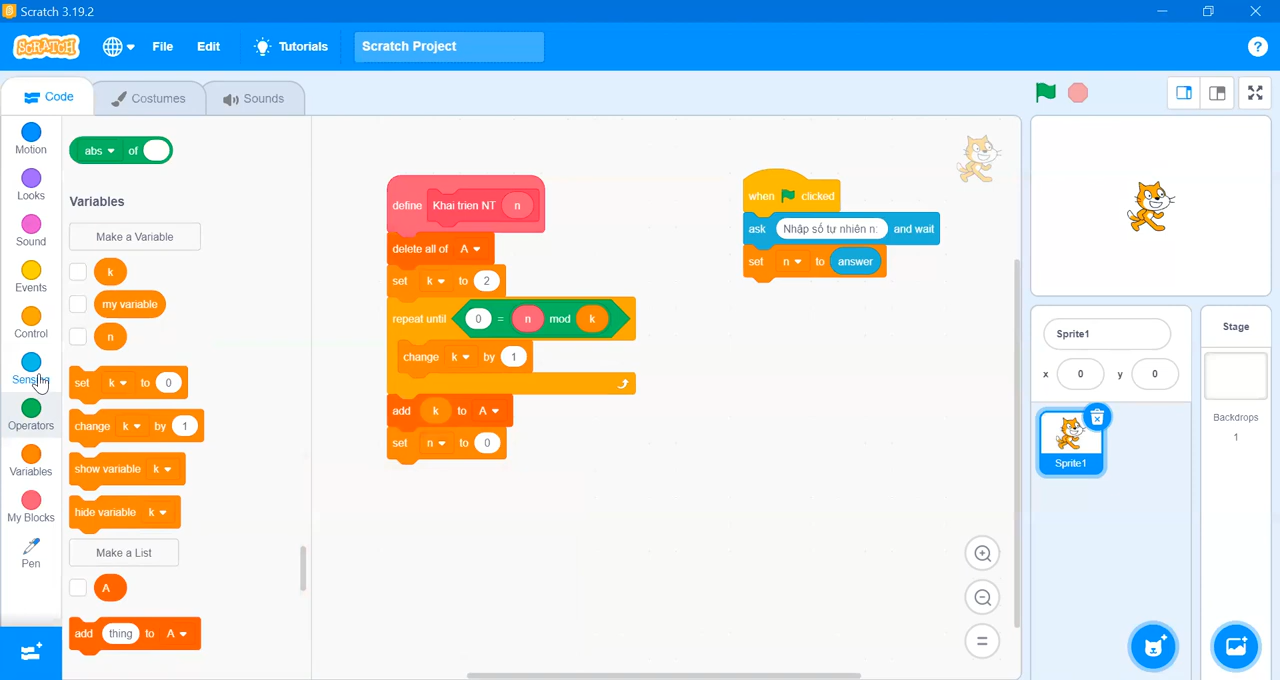 Scratch 3.19.2
SCRATCH
File
Edit
Tutorials
Scratch Project
?
Code
Costumes
Sounds
Motion
Looks
Sound
Events
Control
Operators
Variables
My Blocks
Pen
abs of
Variables
Make a Variable
k
my variable
n
set k to 0
change k by 1
show variable k
hide variable k
Make a List
A
add thing to A
define Khai trien NT n
delete all of A
set k to 2
repeat until 0 = n mod k
change k by 1
add k to A
set n to 0
when clicked
ask Nhập số tư nhiên n: and wait
set n to answer
Sprite1
x 0 y 0
Sprite1
Stage
Backdrops
1